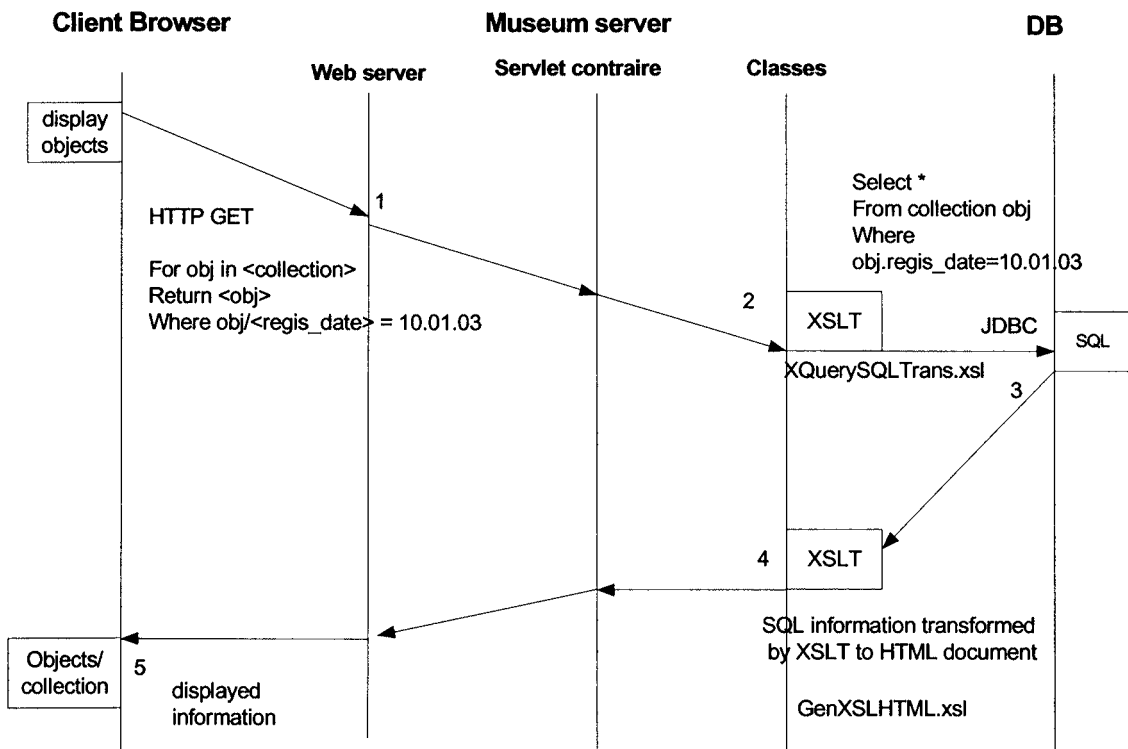 Client Browser
Museum server
DB
Web server
Servlet contraire
Classes
display
objects
1
HTTP GET
For obj in <collection>
Return <obj>
Where obj/<regis_date> = 10.01.03
Select *
From collection obj
Where
obj.regis_date=10.01.03
2
XSLT
JDBC
SQL
XQuerySQLTrans.xsl
3
4
XSLT
SQL information transformed
by XSLT to HTML document
GenXSLHTML.xsl
Objects/
collection
5
displayed
information